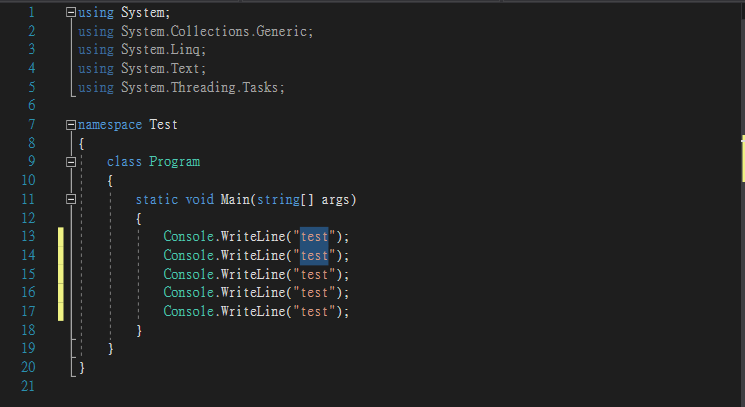 1 using System;
2 using System.Collections.Generic;
3 using System.Linq;
4 using System.Text;
5 using System.Threading.Tasks;
6
7 namespace Test
8 {
9 class Program
10 {
11 static void Main(string[] args)
12 {
13 Console.WriteLine("test");
14 Console.WriteLine("test");
15 Console.WriteLine("test");
16 Console.WriteLine("test");
17 Console.WriteLine("test");
18 }
19 }
20 }
21